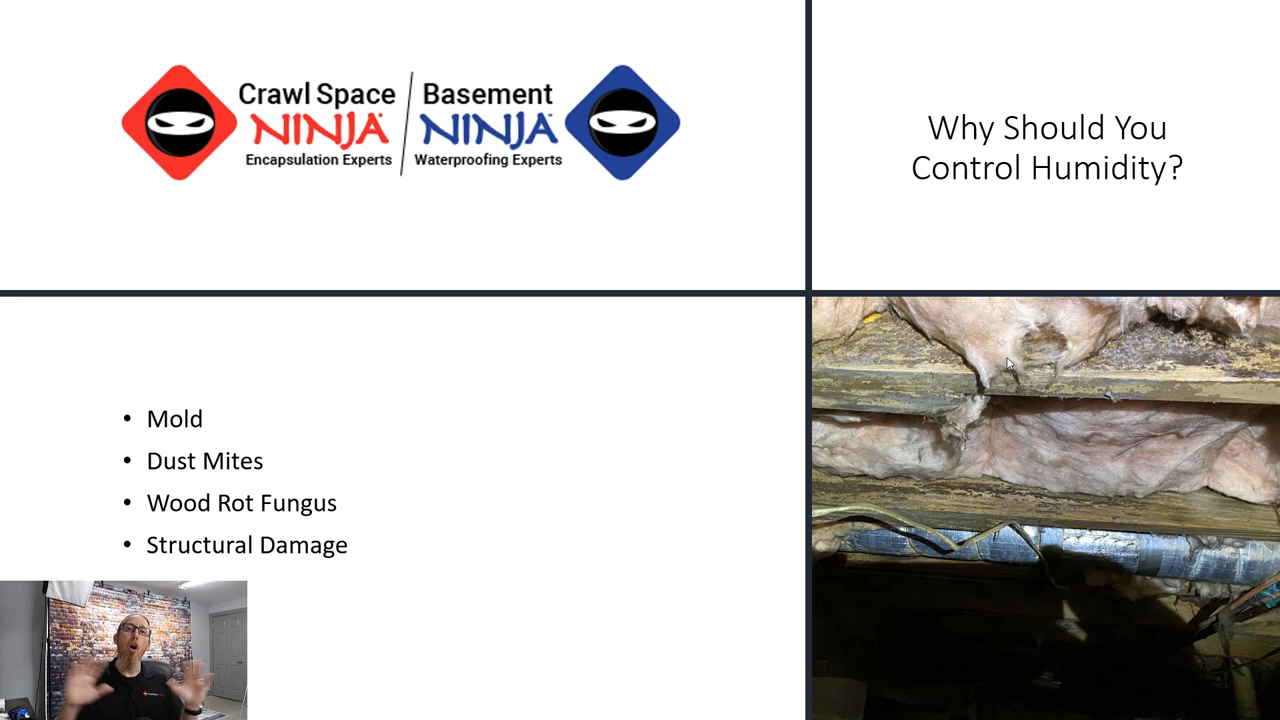 Crawl Space
NINJA
Encapsulation Experts
Basement
NINJA
Waterproofing Experts
Why Should You
Control Humidity?
• Mold
• Dust Mites
• Wood Rot Fungus
• Structural Damage